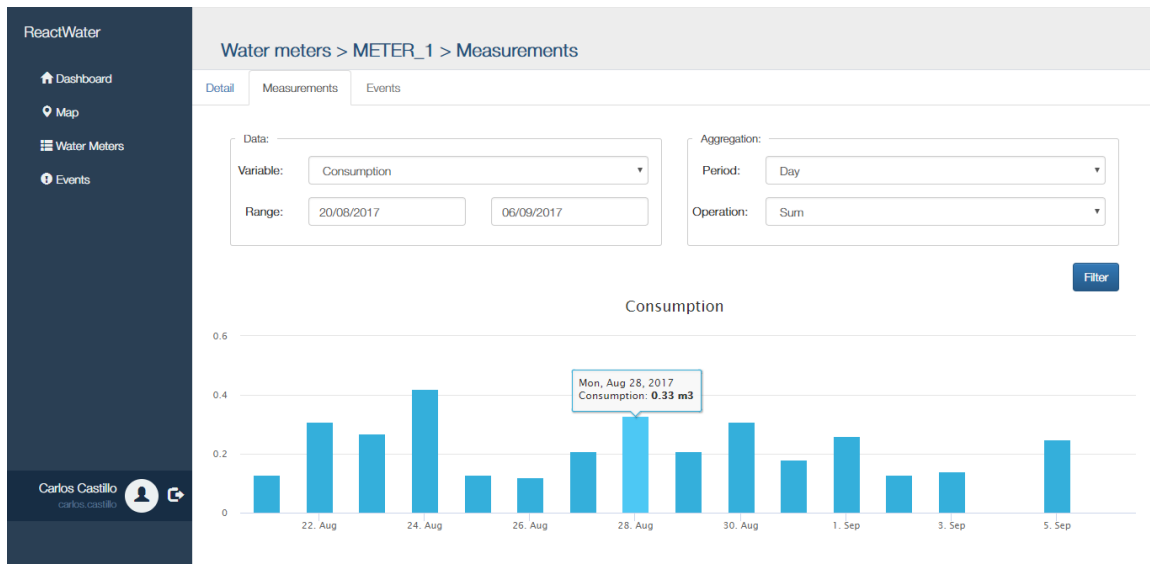 ReactWater
Dashboard
Map
Water Meters
Events
Carlos Castillo
carlos.castillo
Water meters > METER_1 > Measurements
Detail Measurements Events
Data:
Variable: Consumption
Range: 20/08/2017 06/09/2017
Aggregation:
Period: Day
Operation: Sum
Filter
Consumption
0.6
0.4
0.2
0
Mon, Aug 28, 2017
Consumption: 0.33 m3
22. Aug 24. Aug 26. Aug 28. Aug 30. Aug 1. Sep 3. Sep 5. Sep